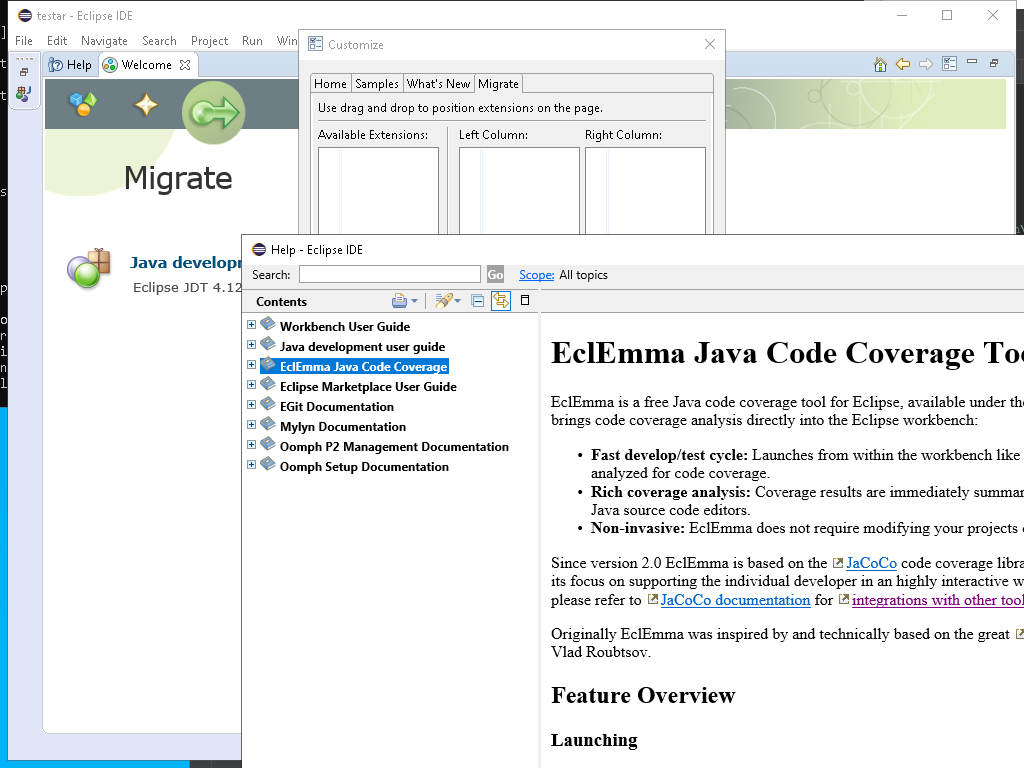 testar - Eclipse IDE
File Edit Navigate Search Project Run
Help Welcome
Migrate
Eclipse JDT 4.12
Customize
Home Samples What's New Migrate
Use drag and drop to position extensions on the page.
Available Extensions: Left Column: Right Column:
Help - Eclipse IDE
Search: Go Scope: All topics
Contents
Workbench User Guide
Java development user guide
EclEmma Java Code Coverage
Eclipse Marketplace User Guide
EGit Documentation
Mylyn Documentation
Oomph P2 Management Documentation
Oomph Setup Documentation
EclEmma Java Code Coverage
EclEmma is a free Java code coverage tool for Eclipse, available under
brings code coverage analysis directly into the Eclipse workbench:
• Fast develop/test cycle: Launches from within the workbench like
analyzed for code coverage.
• Rich coverage analysis: Coverage results are immediately
Java source code editors.
• Non-invasive: EclEmma does not require modifying your projects
Since version 2.0 EclEmma is based on the JaCoCo code coverage
its focus on supporting the individual developer in an highly interactive
please refer to JaCoCo documentation for integrations with other
Originally EclEmma was inspired by and technically based on the great
Vlad Roubtsov.
Feature Overview
Launching